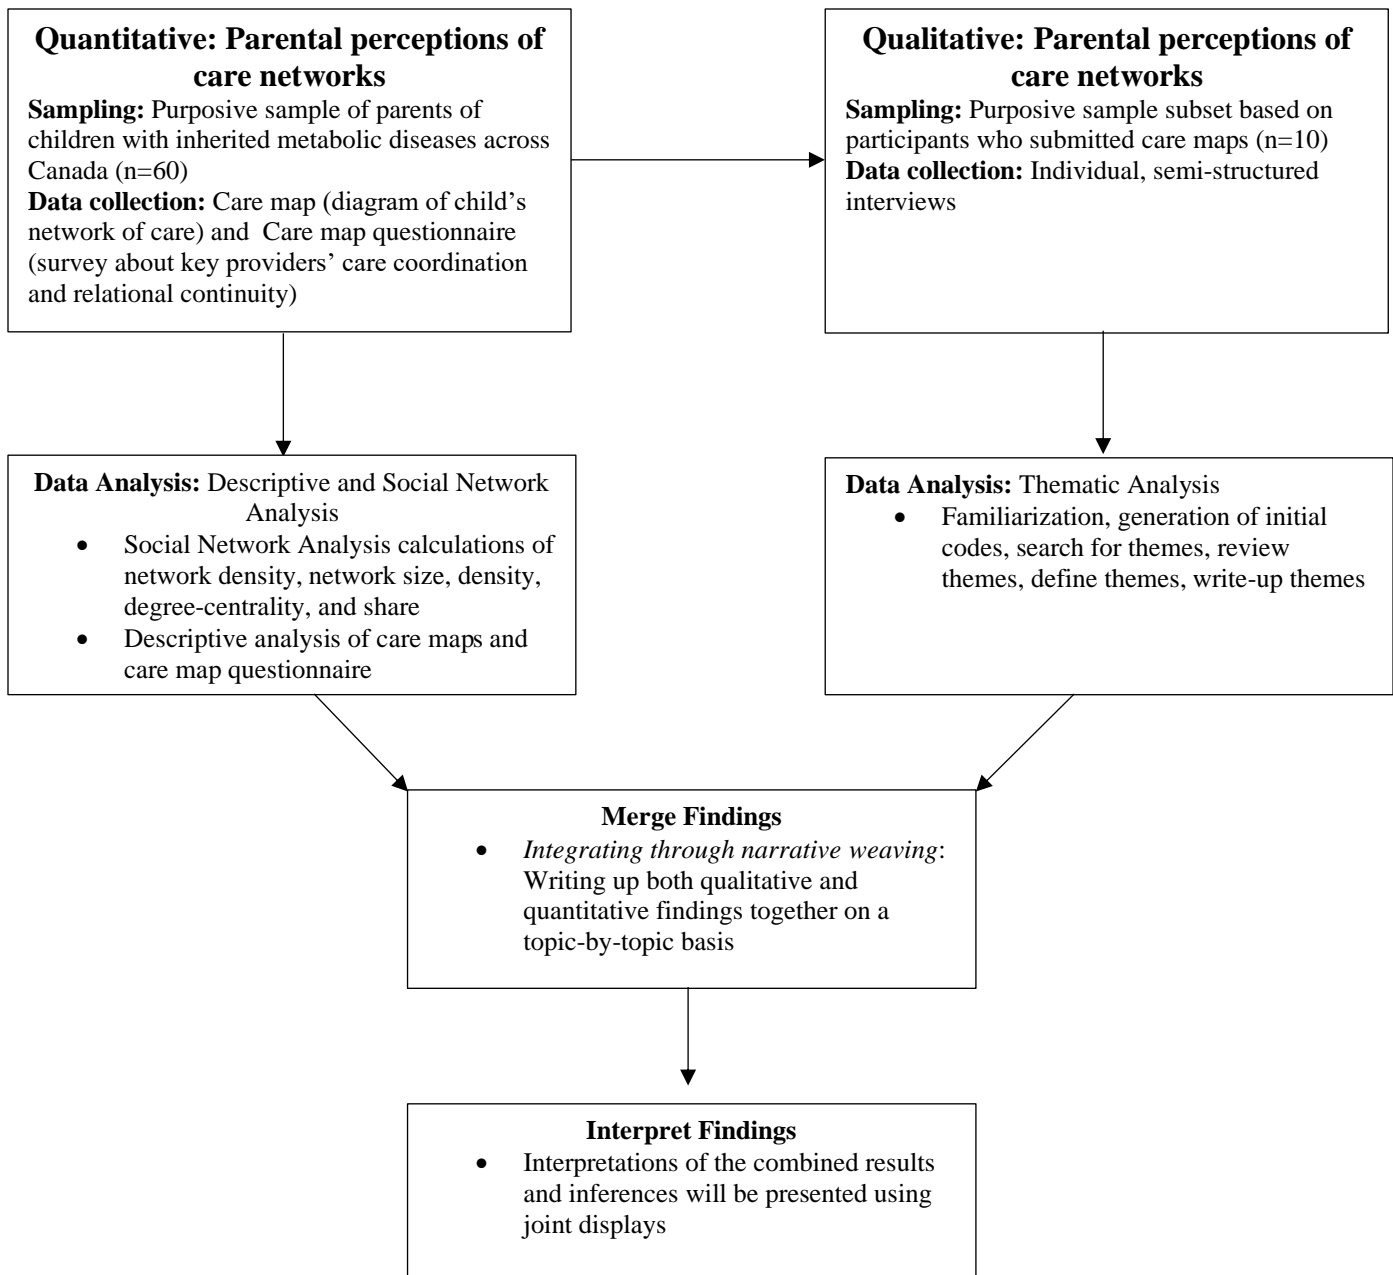 Quantitative: Parental perceptions of
care networks
Sampling: Purposive sample of parents of
children with inherited metabolic diseases across
Canada (n=60)
Data collection: Care map (diagram of child’s
network of care) and Care map questionnaire
(survey about key providers’ care coordination
and relational continuity)
Qualitative: Parental perceptions of
care networks
Sampling: Purposive sample subset based on
participants who submitted care maps (n=10)
Data collection: Individual, semi-structured
interviews
Data Analysis: Descriptive and Social Network
Analysis
• Social Network Analysis calculations of
network density, network size, density,
degree-centrality, and share
• Descriptive analysis of care maps and
care map questionnaire
Data Analysis: Thematic Analysis
• Familiarization, generation of initial
codes, search for themes, review
themes, define themes, write-up themes
Merge Findings
• Integrating through narrative weaving:
Writing up both qualitative and
quantitative findings together on a
topic-by-topic basis
Interpret Findings
• Interpretations of the combined results
and inferences will be presented using
joint displays